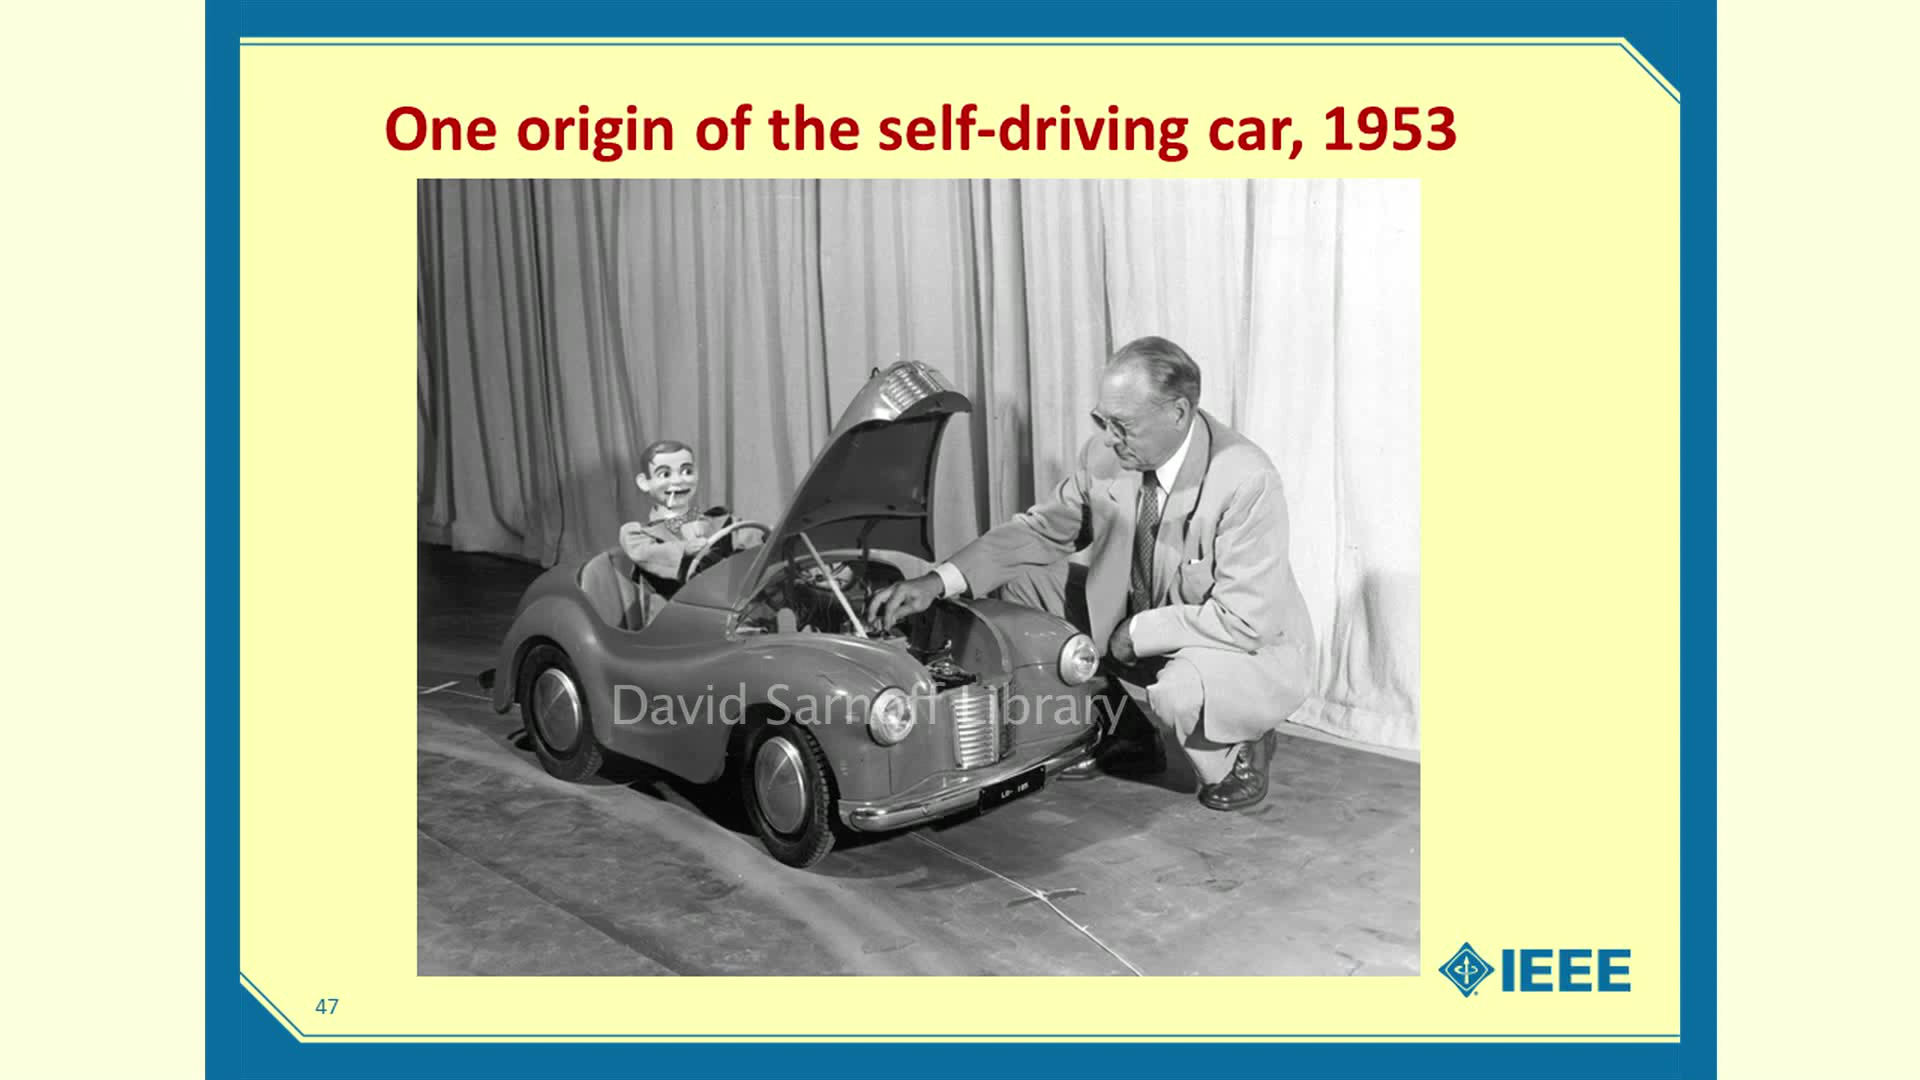 One origin of the self-driving car, 1953
David Sarnoff Library
IEEE
47